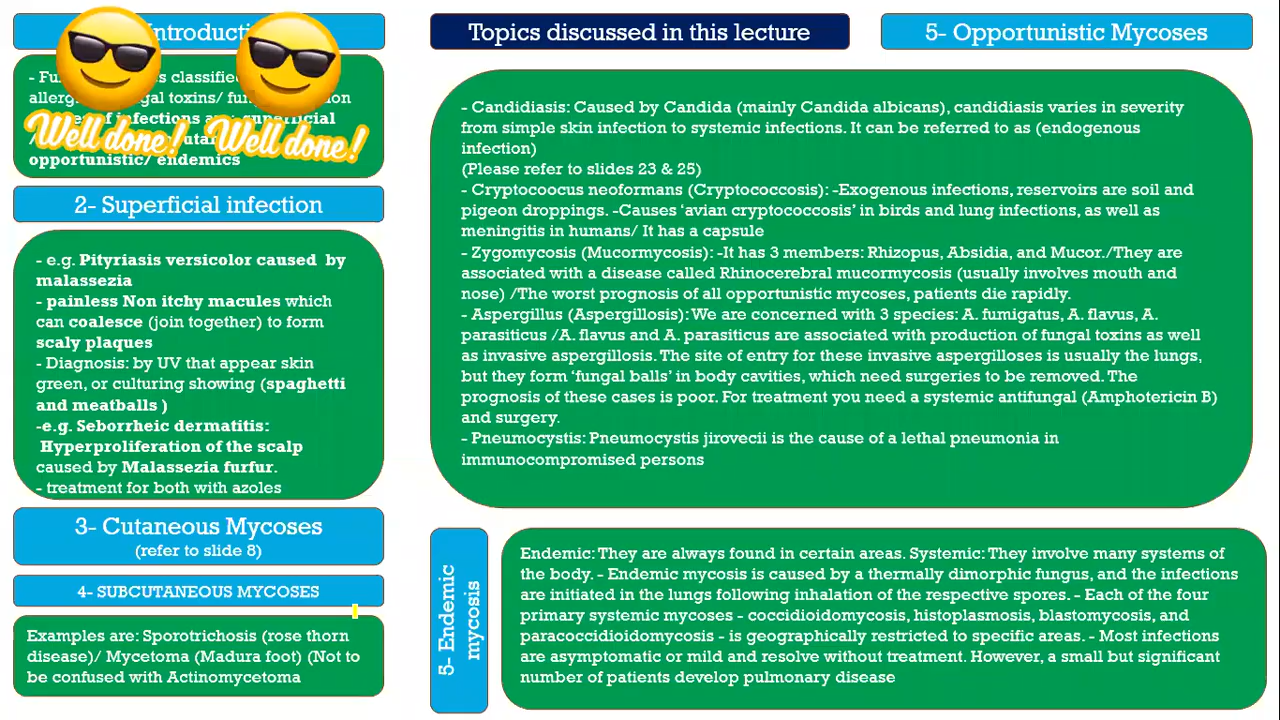 Introducti
- Fu s classified
allerg gal toxins/ fun on
of infections are: superficial
/ utan
opportunistic/ endemics
Well done! Well done!
2- Superficial infection
- e.g. Pityriasis versicolor caused by
malassezia
- painless Non itchy macules which
can coalesce (join together) to form
scaly plaques
- Diagnosis: by UV that appear skin
green, or culturing showing (spaghetti
and meatballs )
-e.g. Seborrheic dermatitis:
Hyperproliferation of the scalp
caused by Malassezia furfur.
- treatment for both with azoles
3- Cutaneous Mycoses
(refer to slide 8)
4- SUBCUTANEOUS MYCOSES
Examples are: Sporotrichosis (rose thorn
disease)/ Mycetoma (Madura foot) (Not to
be confused with Actinomycetoma
Topics discussed in this lecture
5- Opportunistic Mycoses
- Candidiasis: Caused by Candida (mainly Candida albicans), candidiasis varies in severity
from simple skin infection to systemic infections. It can be referred to as (endogenous
infection)
(Please refer to slides 23 & 25)
- Cryptocoocus neoformans (Cryptococcosis): -Exogenous infections, reservoirs are soil and
pigeon droppings. -Causes ‘avian cryptococcosis’ in birds and lung infections, as well as
meningitis in humans/ It has a capsule
- Zygomycosis (Mucormycosis): -It has 3 members: Rhizopus, Absidia, and Mucor./They are
associated with a disease called Rhinocerebral mucormycosis (usually involves mouth and
nose) /The worst prognosis of all opportunistic mycoses, patients die rapidly.
- Aspergillus (Aspergillosis): We are concerned with 3 species: A. fumigatus, A. flavus, A.
parasiticus /A. flavus and A. parasiticus are associated with production of fungal toxins as well
as invasive aspergillosis. The site of entry for these invasive aspergilloses is usually the lungs,
but they form ‘fungal balls’ in body cavities, which need surgeries to be removed. The
prognosis of these cases is poor. For treatment you need a systemic antifungal (Amphotericin B)
and surgery.
- Pneumocystis: Pneumocystis jirovecii is the cause of a lethal pneumonia in
immunocompromised persons
5- Endemic
mycosis
Endemic: They are always found in certain areas. Systemic: They involve many systems of
the body. - Endemic mycosis is caused by a thermally dimorphic fungus, and the infections
are initiated in the lungs following inhalation of the respective spores. - Each of the four
primary systemic mycoses - coccidioidomycosis, histoplasmosis, blastomycosis, and
paracoccidioidomycosis - is geographically restricted to specific areas. - Most infections
are asymptomatic or mild and resolve without treatment. However, a small but significant
number of patients develop pulmonary disease